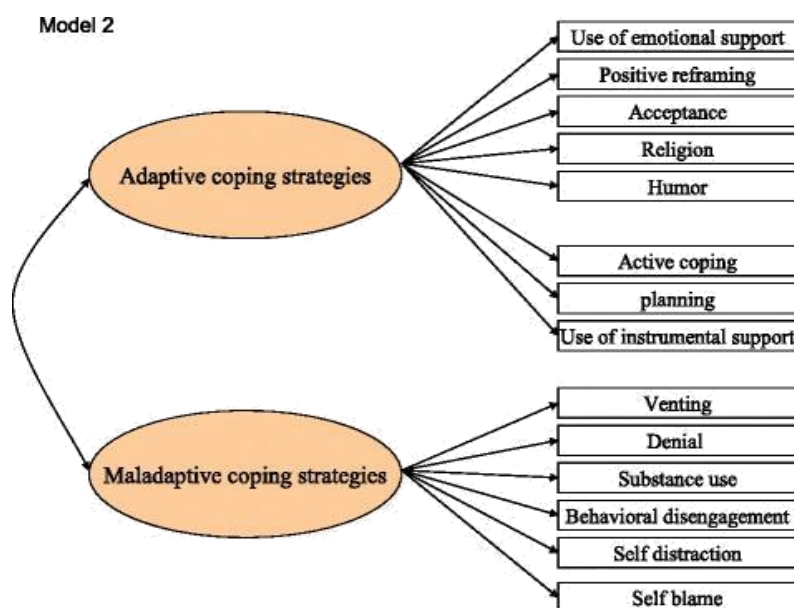 Model 2
Use of emotional support
Positive reframing
Acceptance
Religion
Humor
Adaptive coping strategies
Active coping
planning
Use of instrumental support
Venting
Denial
Substance use
Behavioral disengagement
Self distraction
Self blame
Maladaptive coping strategies